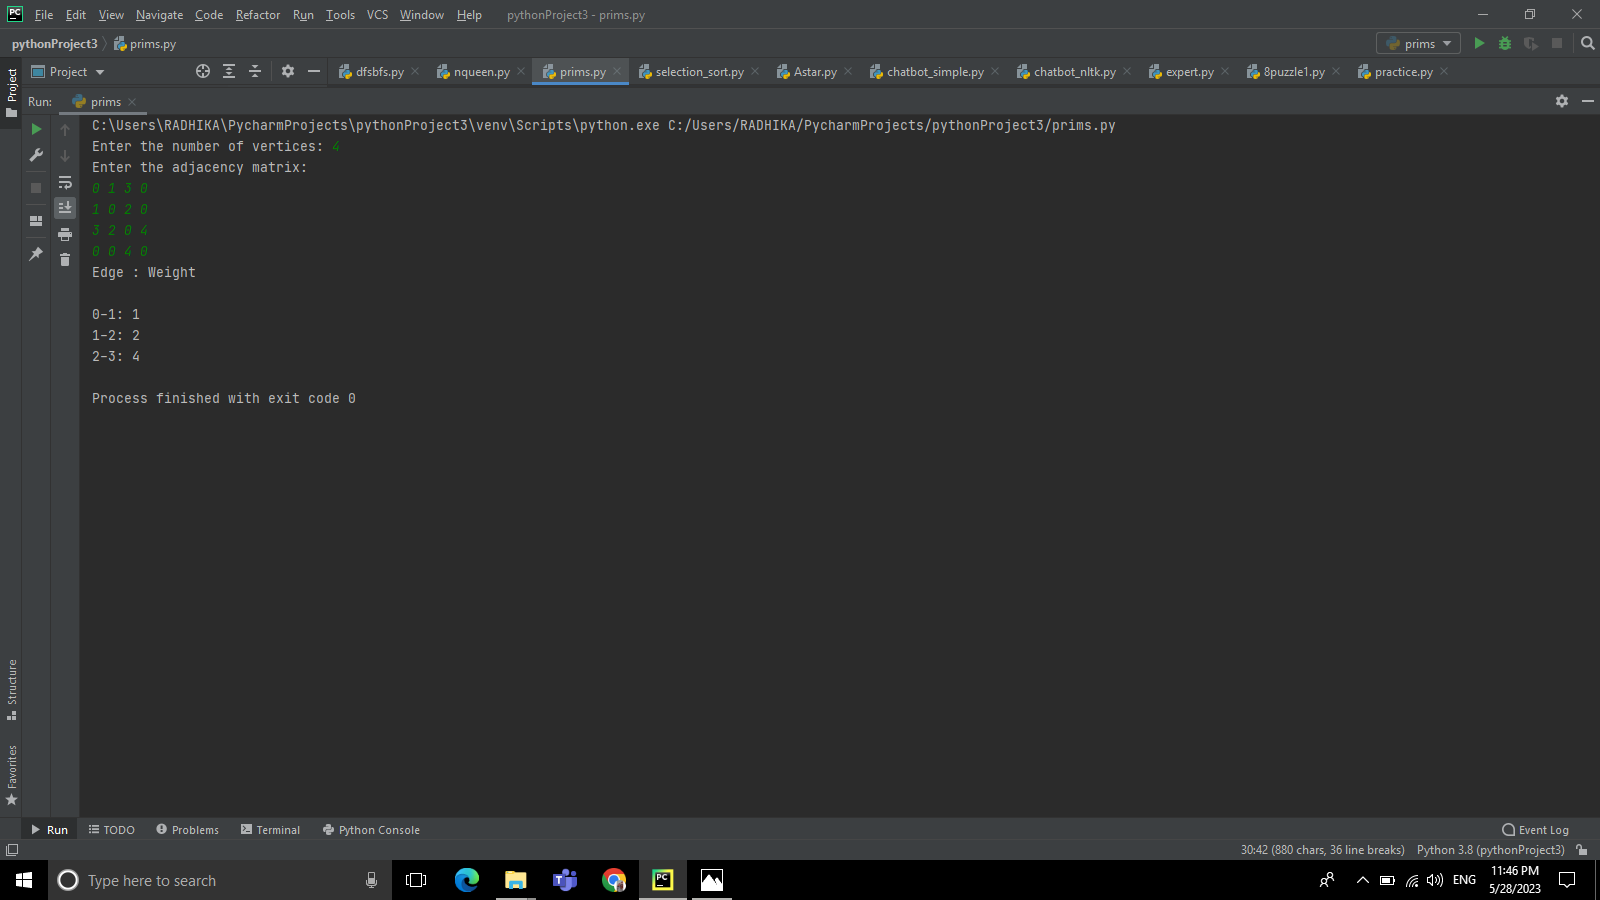 PC File Edit View Navigate Code Refactor Run Tools VCS Window Help pythonProject3 - prims.py
pythonProject3 prims.py prims
Project Project dfsbfs.py nqueen.py prims.py selection_sort.py Astar.py chatbot_simple.py chatbot_nltk.py expert.py 8puzzle1.py practice.py
Run: prims
C:\Users\RADHIKA\PycharmProjects\pythonProject3\venv\Scripts\python.exe C:/Users/RADHIKA/PycharmProjects/pythonProject3/prims.py
Enter the number of vertices: 4
Enter the adjacency matrix:
0 1 3 0
1 0 2 0
3 2 0 4
0 0 4 0
Edge : Weight
0-1: 1
1-2: 2
2-3: 4
Process finished with exit code 0
Structure
Favorites
Run TODO Problems Terminal Python Console Event Log
30:42 (880 chars, 36 line breaks) Python 3.8 (pythonProject3)
Type here to search PC ENG 11:46 PM
5/28/2023